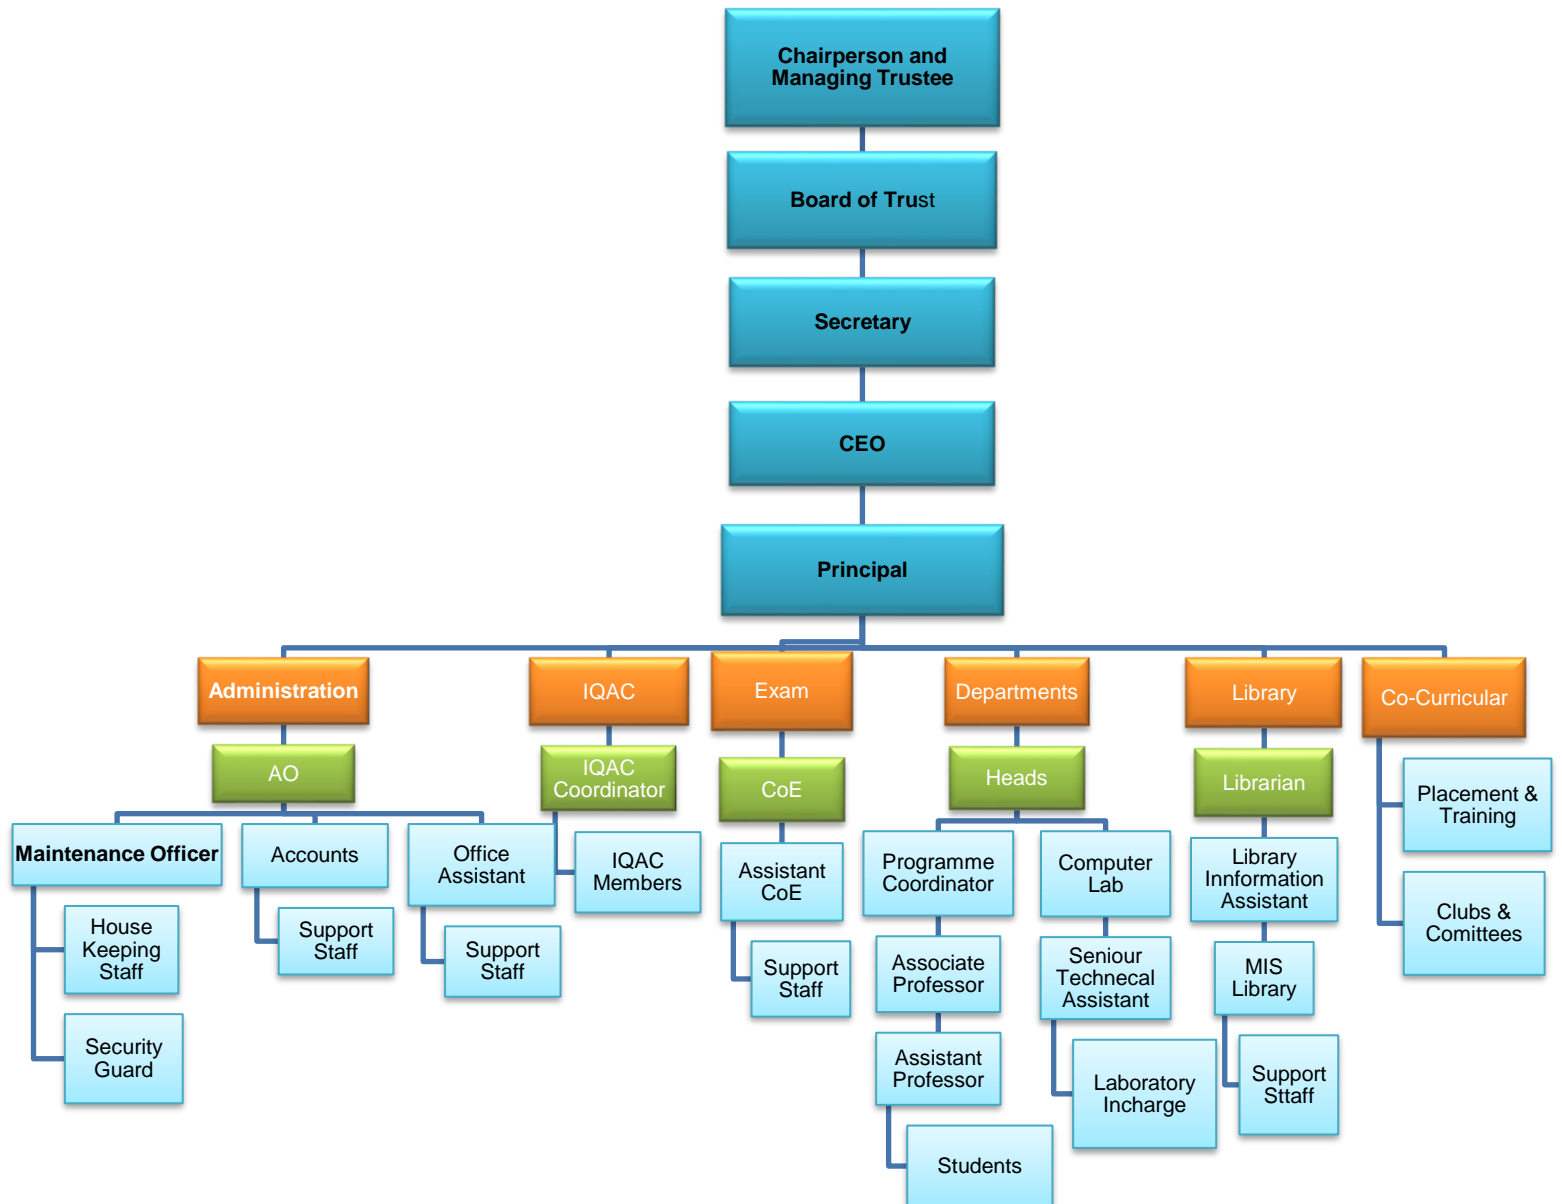 Chairperson and
Managing Trustee
Board of Trust
Secretary
CEO
Principal
Administration
IQAC
Exam
Departments
Library
Co-Curricular
AO
IQAC
Coordinator
CoE
Heads
Librarian
Placement &
Training
Maintenance Officer
Accounts
Office
Assistant
IQAC
Members
Assistant
CoE
Programme
Coordinator
Computer
Lab
Library
Innformation
Assistant
Clubs &
Comittees
House
Keeping
Staff
Support
Staff
Support
Staff
Support
Staff
Associate
Professor
Seniour
Technecal
Assistant
MIS
Library
Security
Guard
Assistant
Professor
Laboratory
Incharge
Support
Sttaff
Students